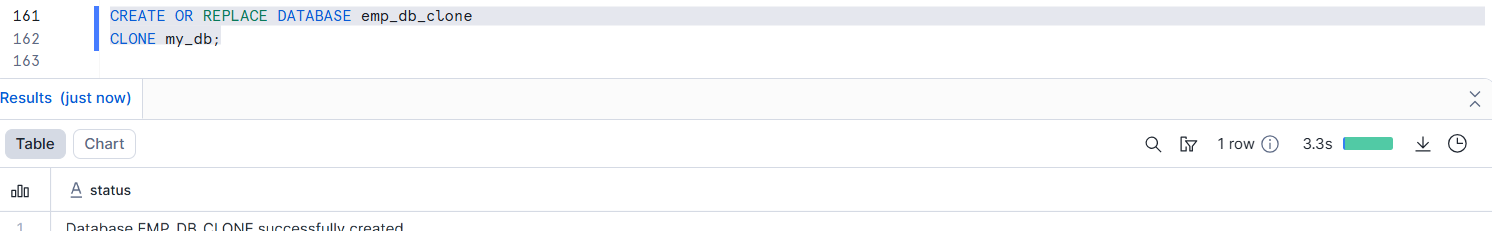 161 CREATE OR REPLACE DATABASE emp_db_clone
162 CLONE my_db;
163
Results (just now)
Table Chart 1 row 3.3s
A status
1 Database EMP_DB_CLONE successfully created